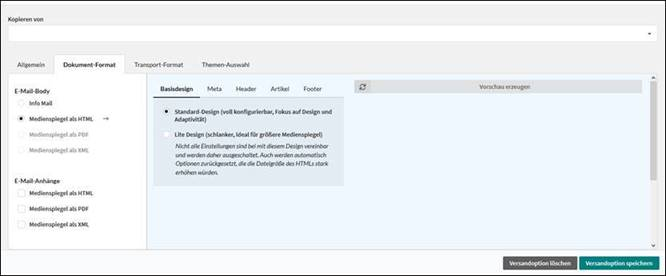 Kopieren von
Allgemein Dokument-Format Transport-Format Themen-Auswahl
E-Mail-Body
Info Mail
Medienspiegel als HTML →
Medienspiegel als PDF
Medienspiegel als XML
E-Mail-Anhänge
Medienspiegel als HTML
Medienspiegel als PDF
Medienspiegel als XML
Basisdesign Meta Header Artikel Footer
Standard-Design (voll konfigurierbar, Fokus auf Design und
Adaptivität)
Lite Design (schlanker, ideal für größere Medienspiegel)
Nicht alle Einstellungen sind bei mit diesem Design vereinbar
und werden daher ausgeschaltet. Auch werden automatisch
Optionen zurückgesetzt, die die Dateigröße des HTMLs stark
erhöhen würden.
Vorschau erzeugen
Versandoption löschen Versandoption speichern